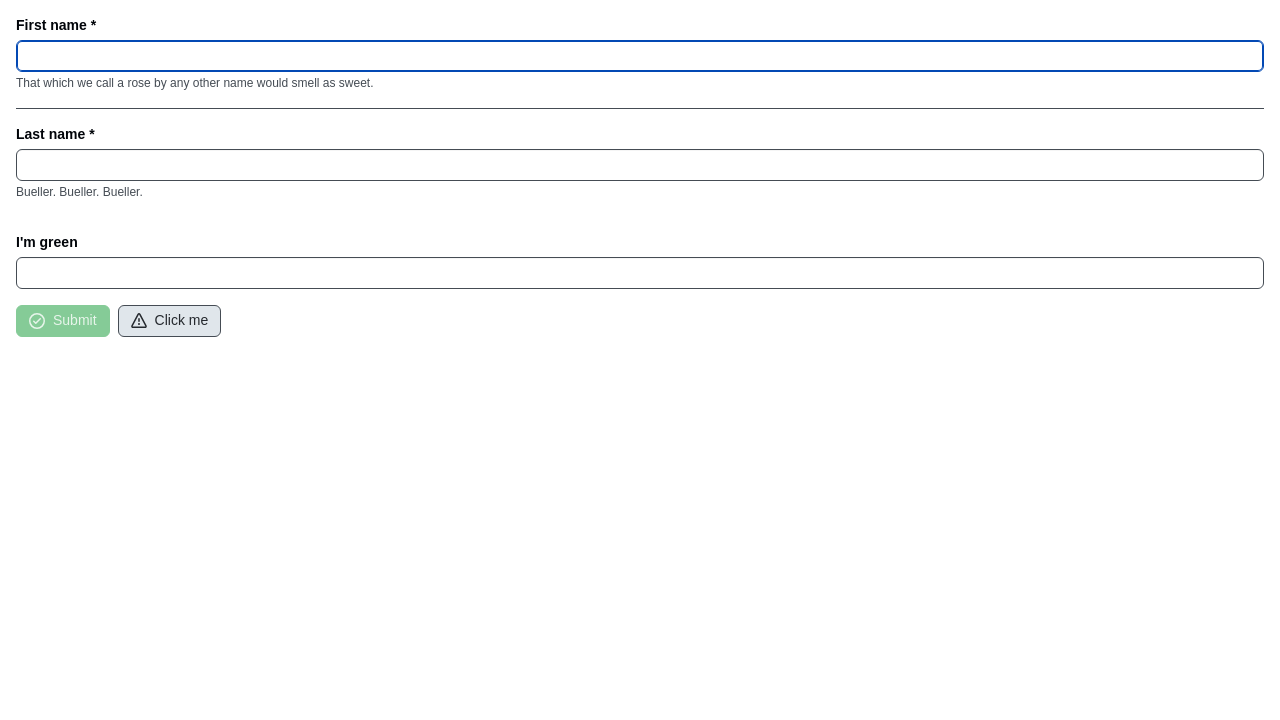 First name *
That which we call a rose by any other name would smell as sweet.
Last name *
Bueller. Bueller. Bueller.
I'm green
Submit
Click me